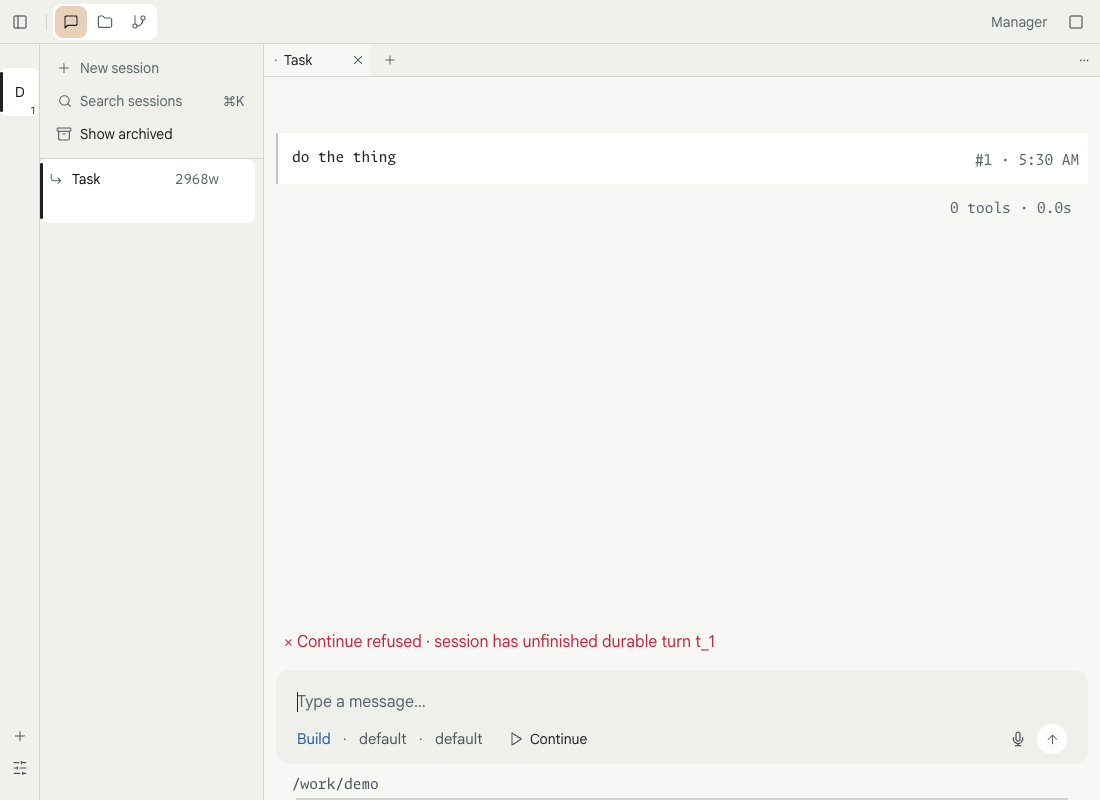 Manager
D
1
New session
Search sessions ⌘K
Show archived
Task 2968w
· Task
do the thing
#1 · 5:30 AM
0 tools · 0.0s
× Continue refused · session has unfinished durable turn t_1
Type a message...
Build · default · default Continue
/work/demo